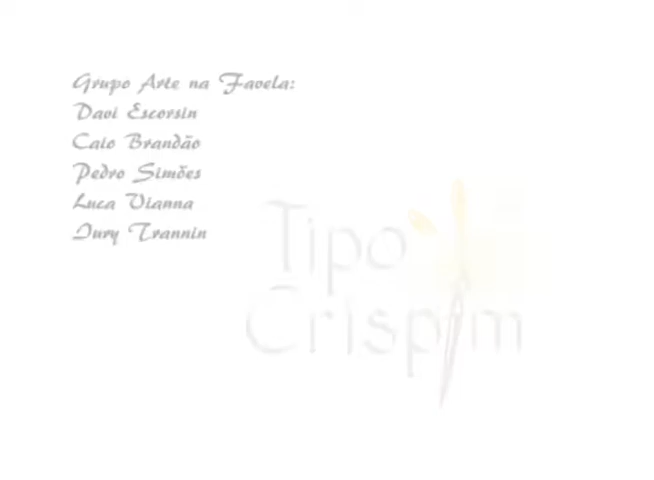 Grupo Arte na Favela:
Davi Escorsin
Caio Brandão
Pedro Simões
Luca Vianna
Iury Trannin
Tipo
Crispim